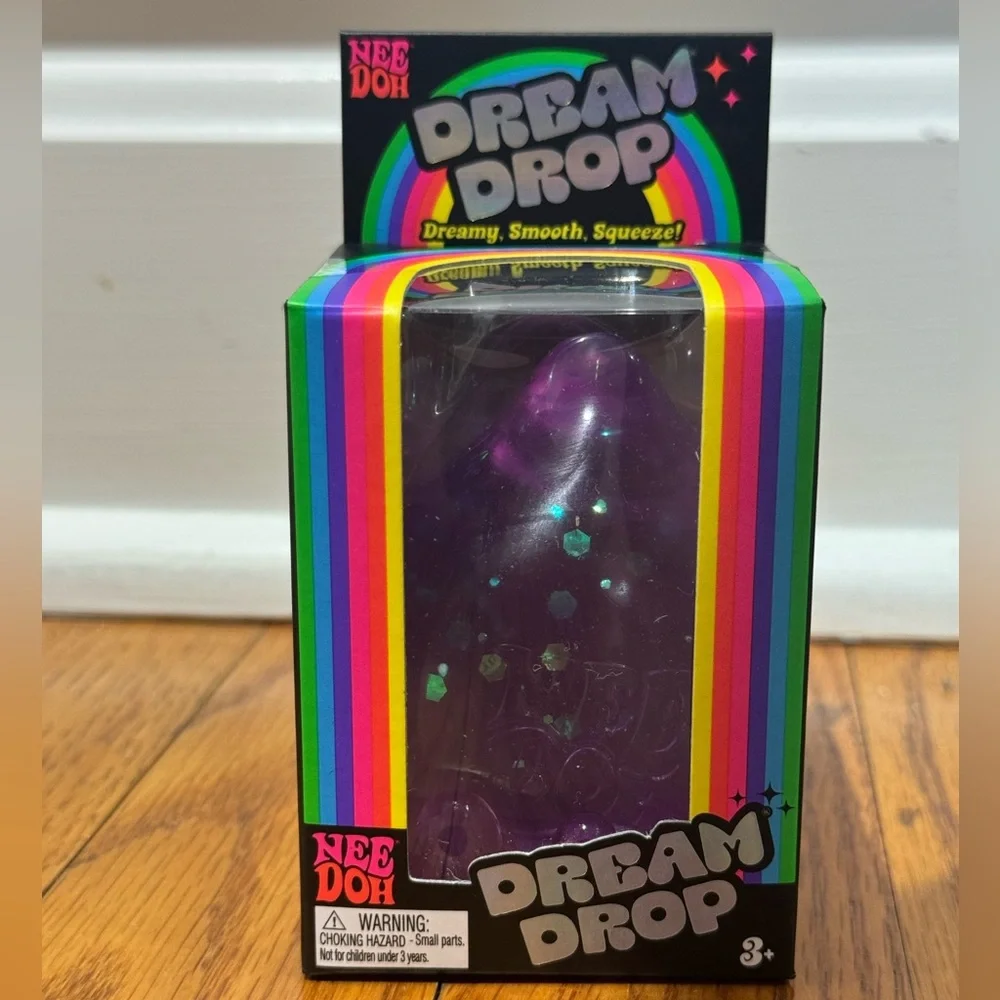 NEE
DOH
DREAM
DROP
Dreamy, Smooth, Squeeze!
NEE
DOH
DREAM
DROP
WARNING:
CHOKING HAZARD - Small parts.
Not for children under 3 years.
3+